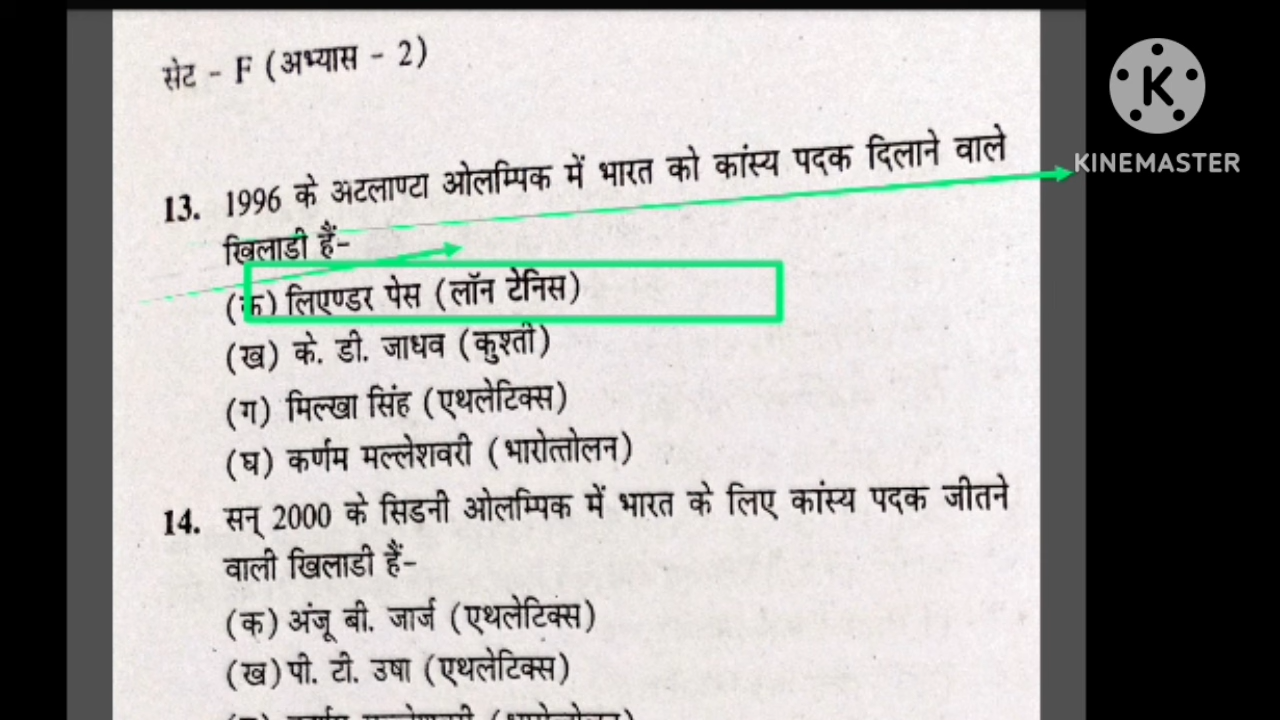 सेट - F (अभ्यास - 2)
13. 1996 के अटलाण्टा ओलम्पिक में भारत को कांस्य पदक दिलाने वाले
खिलाडी हैं-
(क) लिएण्डर पेस (लॉन टेनिस)
(ख) के. डी. जाधव (कुश्ती)
(ग) मिल्खा सिंह (एथलेटिक्स)
(घ) कर्णम मल्लेशवरी (भारोत्तोलन)
14. सन् 2000 के सिडनी ओलम्पिक में भारत के लिए कांस्य पदक जीतने
वाली खिलाडी हैं-
(क) अंजू बी. जार्ज (एथलेटिक्स)
(ख) पी. टी. उषा (एथलेटिक्स)
K
KINEMASTER